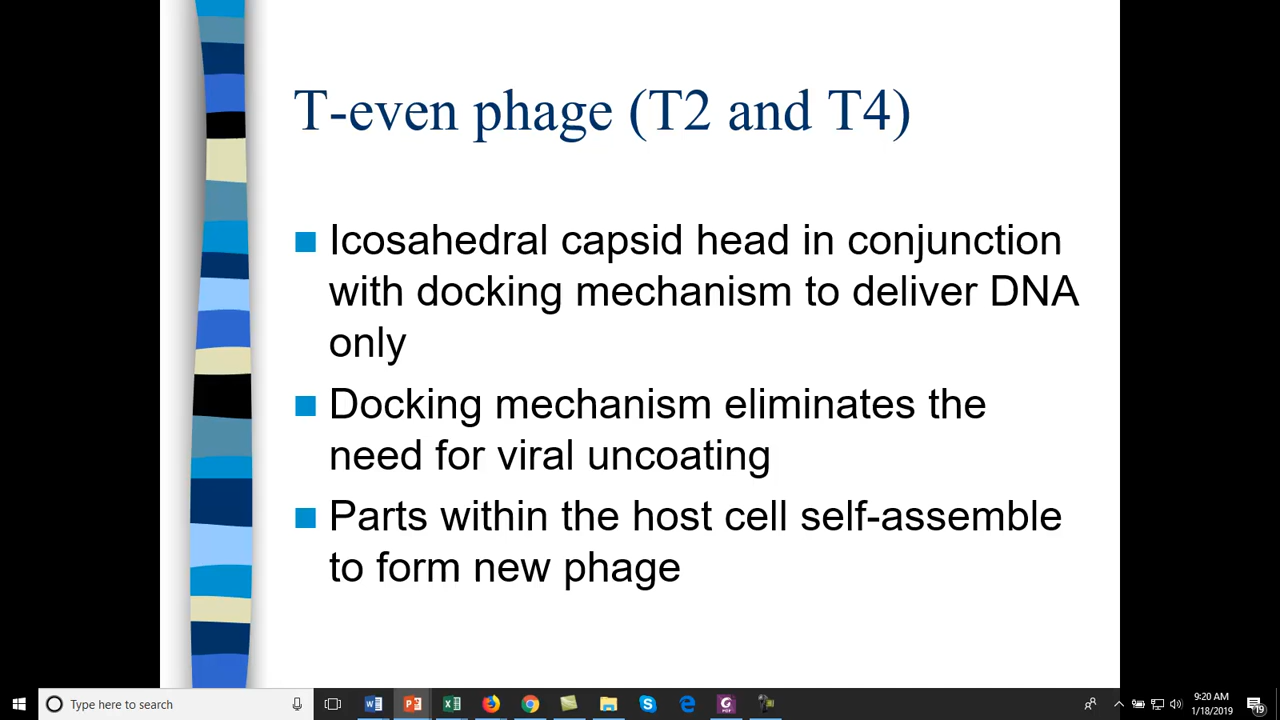 T-even phage (T2 and T4)
Icosahedral capsid head in conjunction
with docking mechanism to deliver DNA
only
Docking mechanism eliminates the
need for viral uncoating
Parts within the host cell self-assemble
to form new phage
Type here to search
9:20 AM
1/18/2019
19